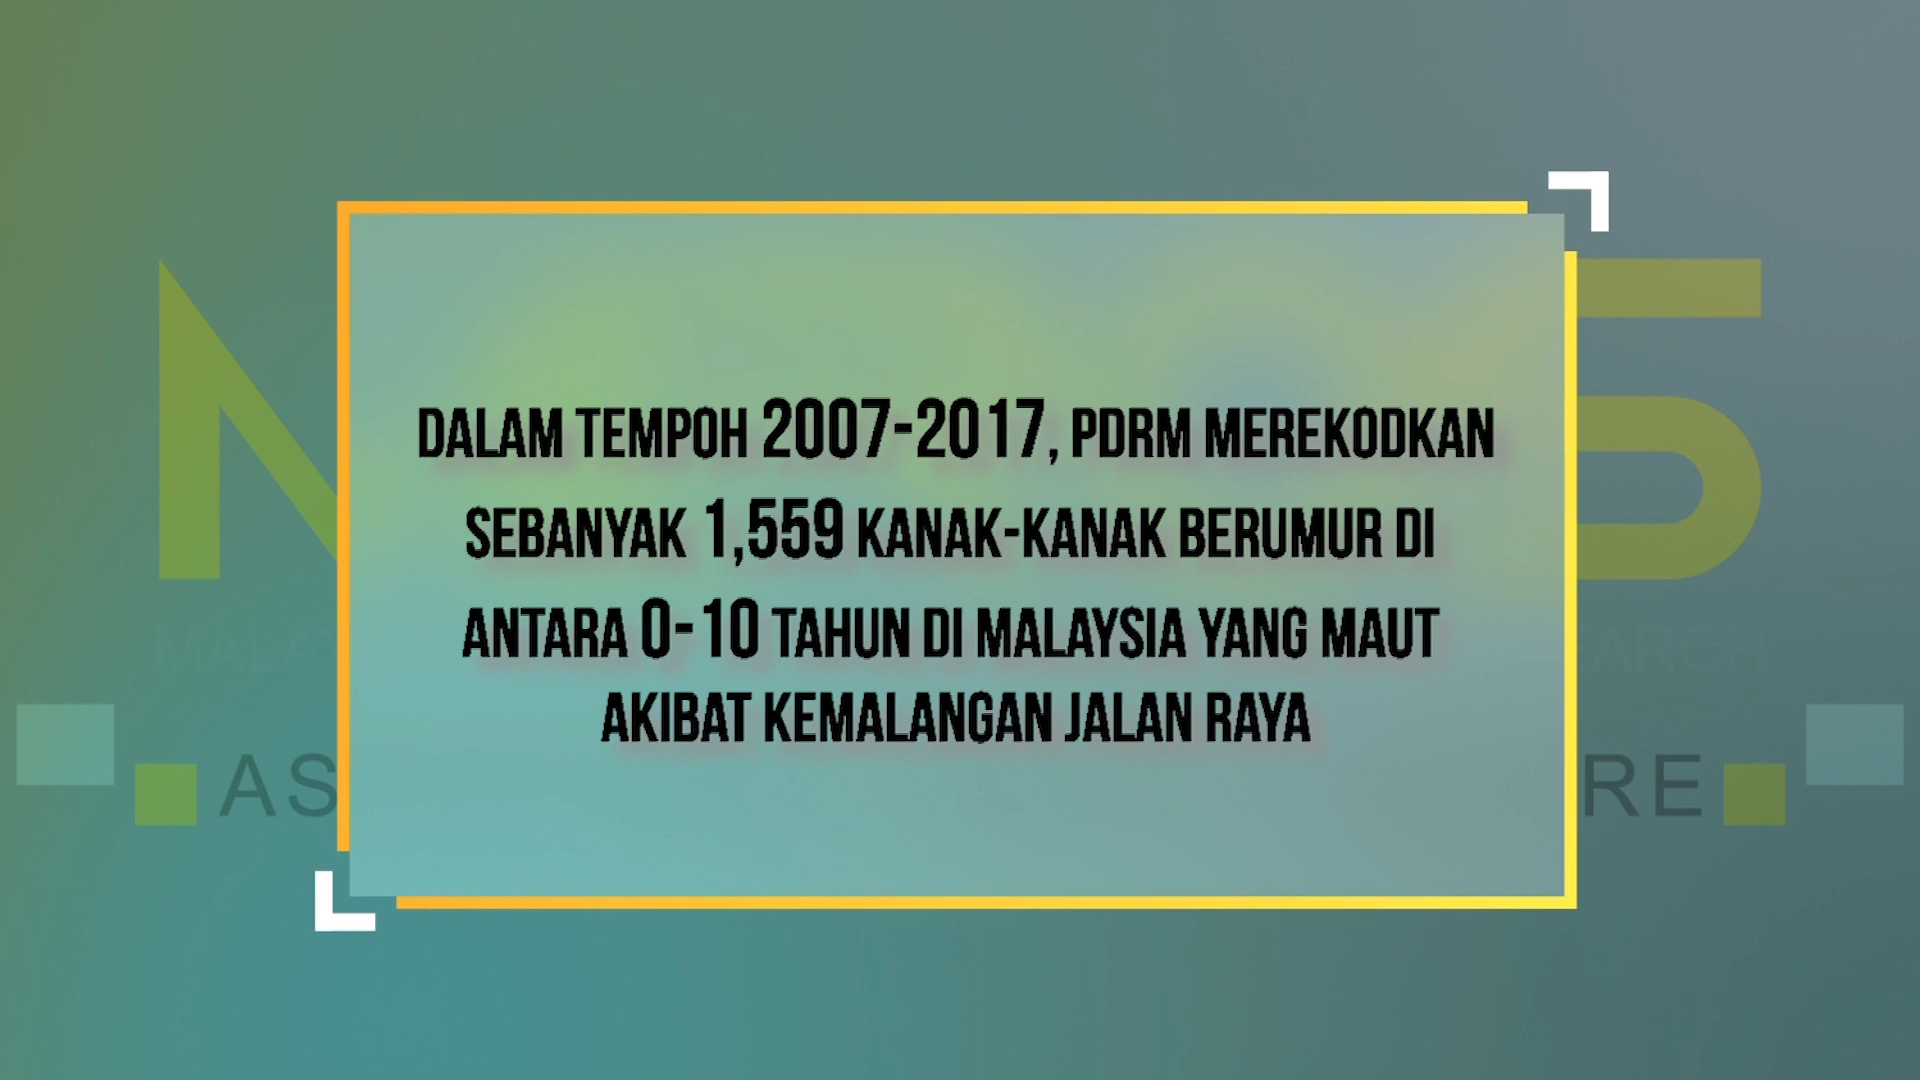 DALAM TEMPOH 2007-2017, PDRM MEREKODKAN
SEBANYAK 1,559 KANAK-KANAK BERUMUR DI
ANTARA 0-10 TAHUN DI MALAYSIA YANG MAUT
AKIBAT KEMALANGAN JALAN RAYA